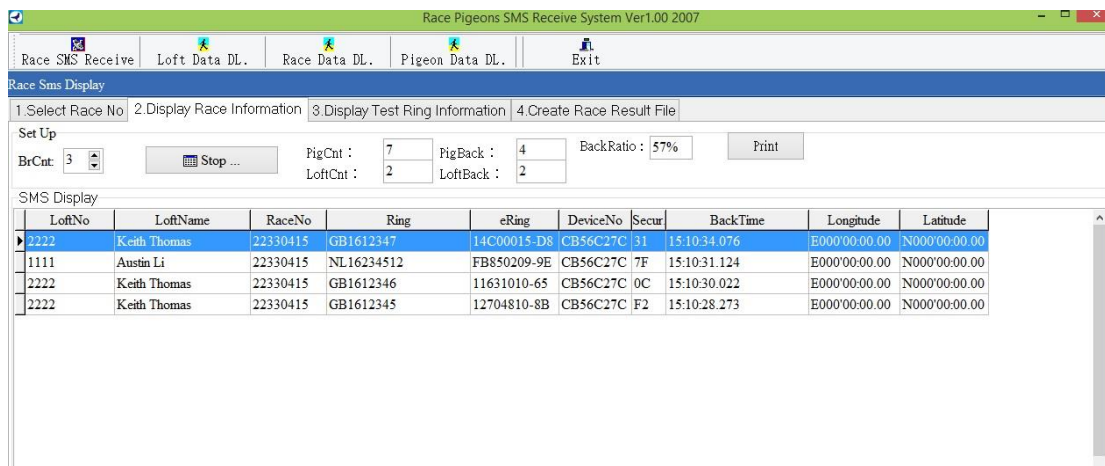 Race Pigeons SMS Receive System Ver1.00 2007
Race SMS Receive Loft Data DL. Race Data DL. Pigeon Data DL. Exit
Race Sms Display
1.Select Race No 2.Display Race Information 3.Display Test Ring Information 4.Create Race Result File
Set Up
BrCnt: 3 Stop ... PigCnt : 7 PigBack : 4 BackRatio : 57% Print
LoftCnt : 2 LoftBack : 2
SMS Display
LoftNo LoftName RaceNo Ring eRing DeviceNo Secur. BackTime Longitude Latitude
2222 Keith Thomas 22330415 GB1612347 14C00015-D8 CB56C27C 31 15:10:34.076 E000'00:00.00 N000'00:00.00
1111 Austin Li 22330415 NL16234512 FB850209-9E CB56C27C 7F 15:10:31.124 E000'00:00.00 N000'00:00.00
2222 Keith Thomas 22330415 GB1612346 11631010-65 CB56C27C 0C 15:10:30.022 E000'00:00.00 N000'00:00.00
2222 Keith Thomas 22330415 GB1612345 12704810-8B CB56C27C F2 15:10:28.273 E000'00:00.00 N000'00:00.00